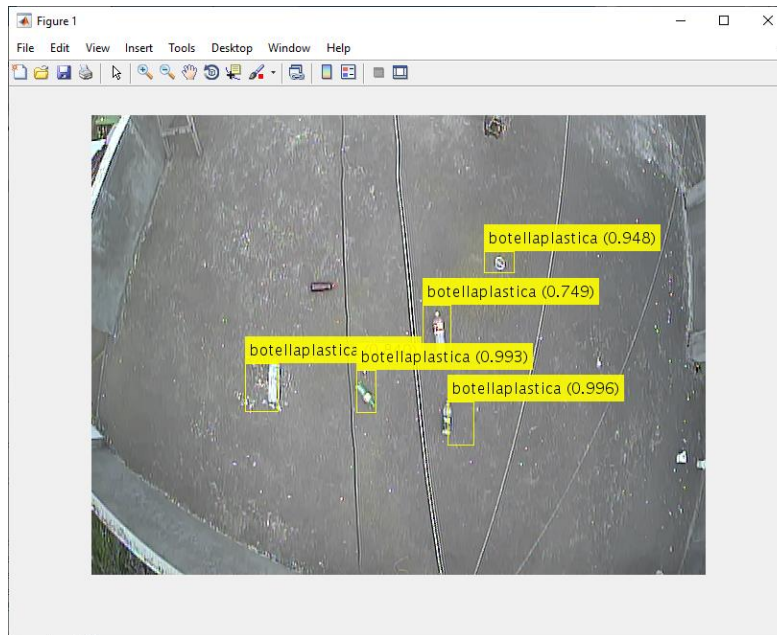 Figure 1
File Edit View Insert Tools Desktop Window Help
botellaplastica (0.948)
botellaplastica (0.749)
botellaplastica
botellaplastica (0.993)
botellaplastica (0.996)